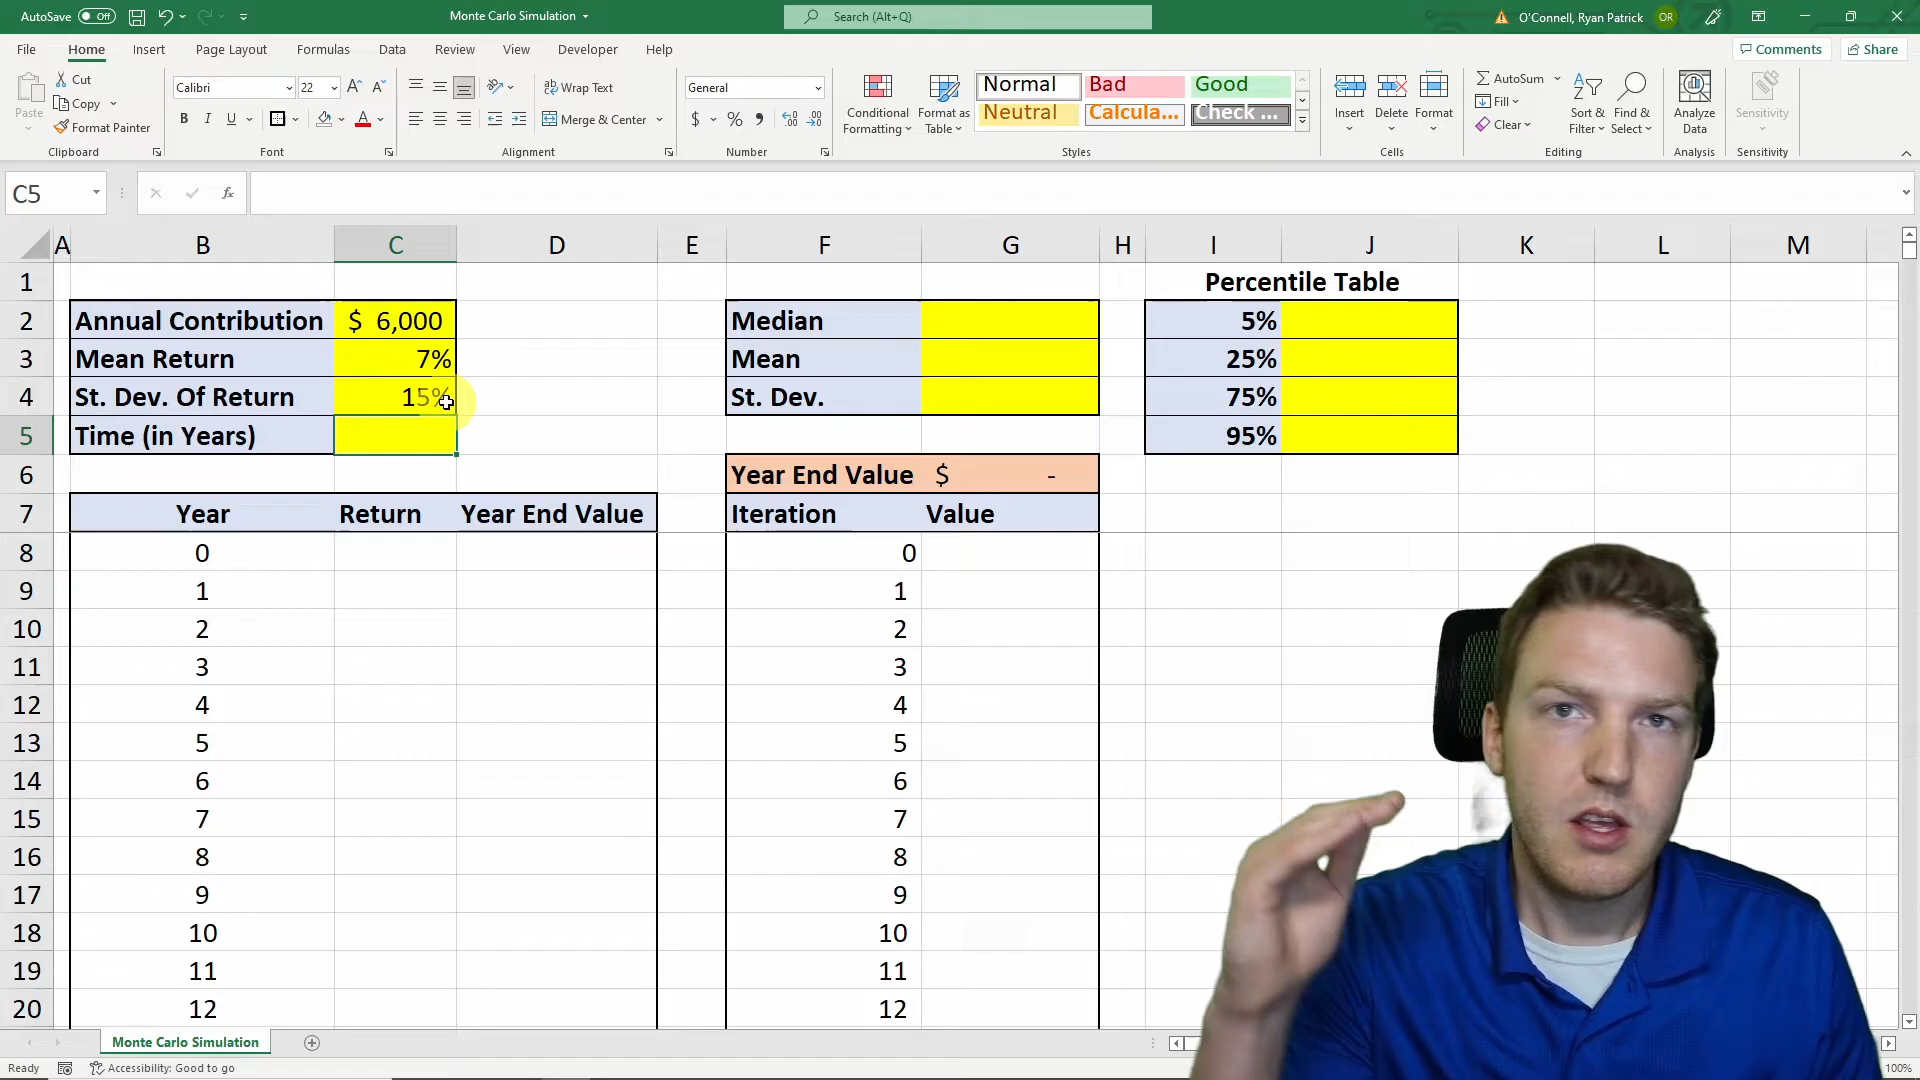 AutoSave Off Monte Carlo Simulation Search (Alt+Q) O'Connell, Ryan Patrick OR
File Home Insert Page Layout Formulas Data Review View Developer Help Comments Share
Paste Cut Copy Format Painter Clipboard
Calibri 22 A A B I U A Font
ab Wrap Text Merge & Center Alignment
General $ % Number
Conditional Formatting Format as Table Normal Bad Good Neutral Calcula... Check ... Styles
Insert Delete Format Cells
AutoSum Fill Clear Sort & Filter Find & Select Editing
Analyze Data Analysis Sensitivity Sensitivity
C5 fx
A B C D E F G H I J K L M
1 Percentile Table
2 Annual Contribution $ 6,000 Median 5%
3 Mean Return 7% Mean 25%
4 St. Dev. Of Return 15% St. Dev. 75%
5 Time (in Years) 95%
6 Year End Value $ -
7 Year Return Year End Value Iteration Value
8 0 0
9 1 1
10 2 2
11 3 3
12 4 4
13 5 5
14 6 6
15 7 7
16 8 8
17 9 9
18 10 10
19 11 11
20 12 12
Monte Carlo Simulation
Ready Accessibility: Good to go 100%